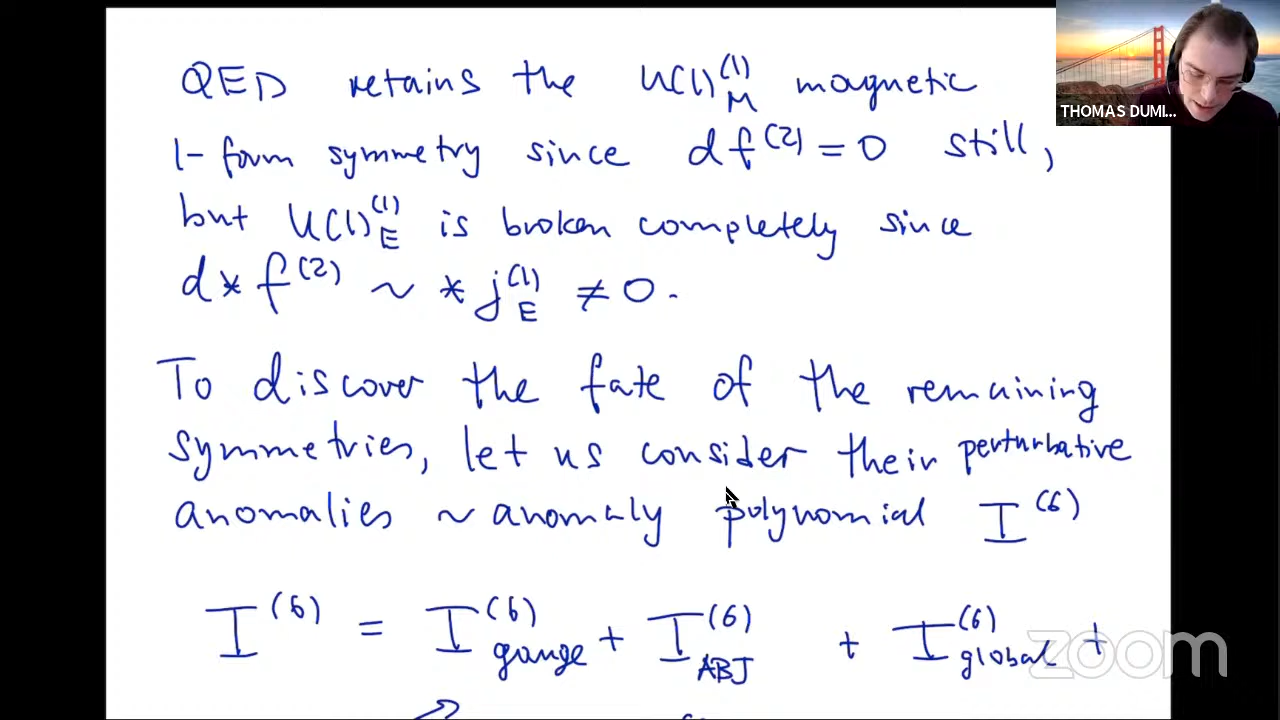 QED retains the U(1)_M^(1) magnetic
1-form symmetry since df^(2) = 0 still,
but U(1)_E^(1) is broken completely since
d * f^(2) ~ * j_E^(1) ≠ 0.
To discover the fate of the remaining
symmetries, let us consider their perturbative
anomalies ~ anomaly polynomial I^(6)
I^(6) = I^(6)_gauge + I^(6)_ABJ + I^(6)_global +
THOMAS DUMI...
zoom